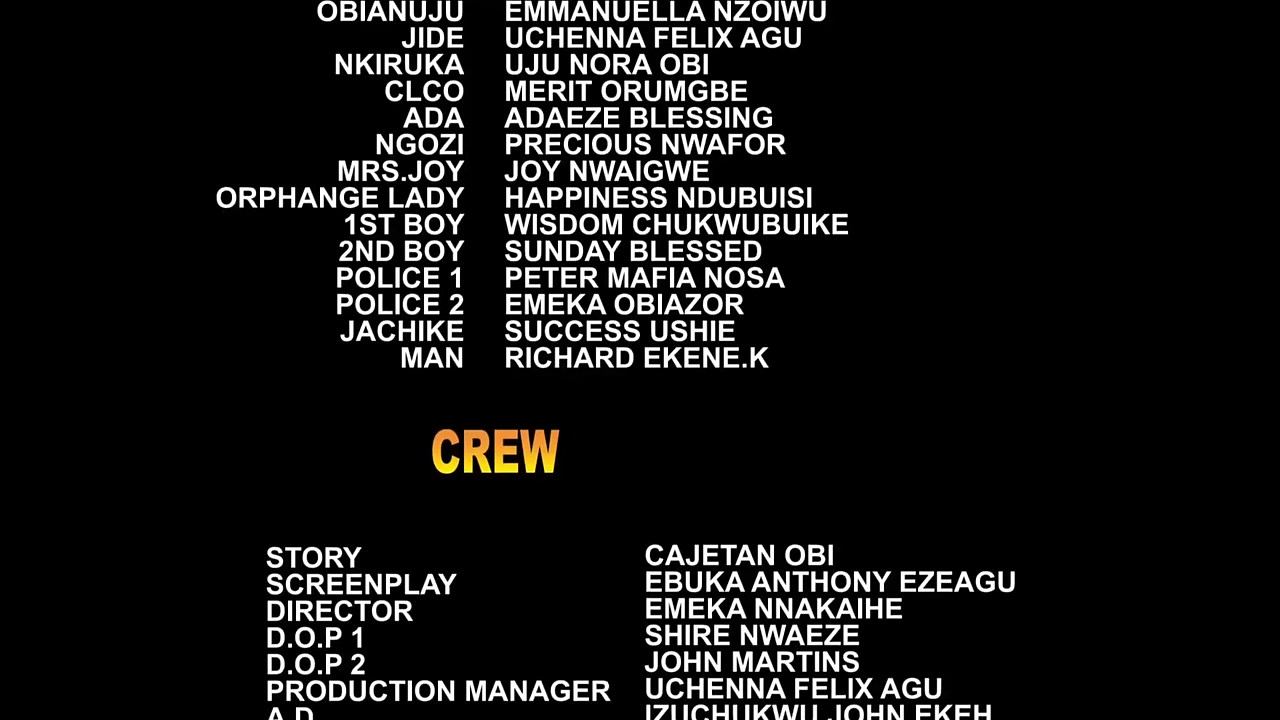 OBIANUJU EMMANUELLA NZOIWU
JIDE UCHENNA FELIX AGU
NKIRUKA UJU NORA OBI
CLCO MERIT ORUMGBE
ADA ADAEZE BLESSING
NGOZI PRECIOUS NWAFOR
MRS.JOY JOY NWAIGWE
ORPHANGE LADY HAPPINESS NDUBUISI
1ST BOY WISDOM CHUKWUBUIKE
2ND BOY SUNDAY BLESSED
POLICE 1 PETER MAFIA NOSA
POLICE 2 EMEKA OBIAZOR
JACHIKE SUCCESS USHIE
MAN RICHARD EKENE.K
CREW
STORY CAJETAN OBI
SCREENPLAY EBUKA ANTHONY EZEAGU
DIRECTOR EMEKA NNAKAIHE
D.O.P 1 SHIRE NWAEZE
D.O.P 2 JOHN MARTINS
PRODUCTION MANAGER UCHENNA FELIX AGU
A.D IZUCHUKWU JOHN EKEH